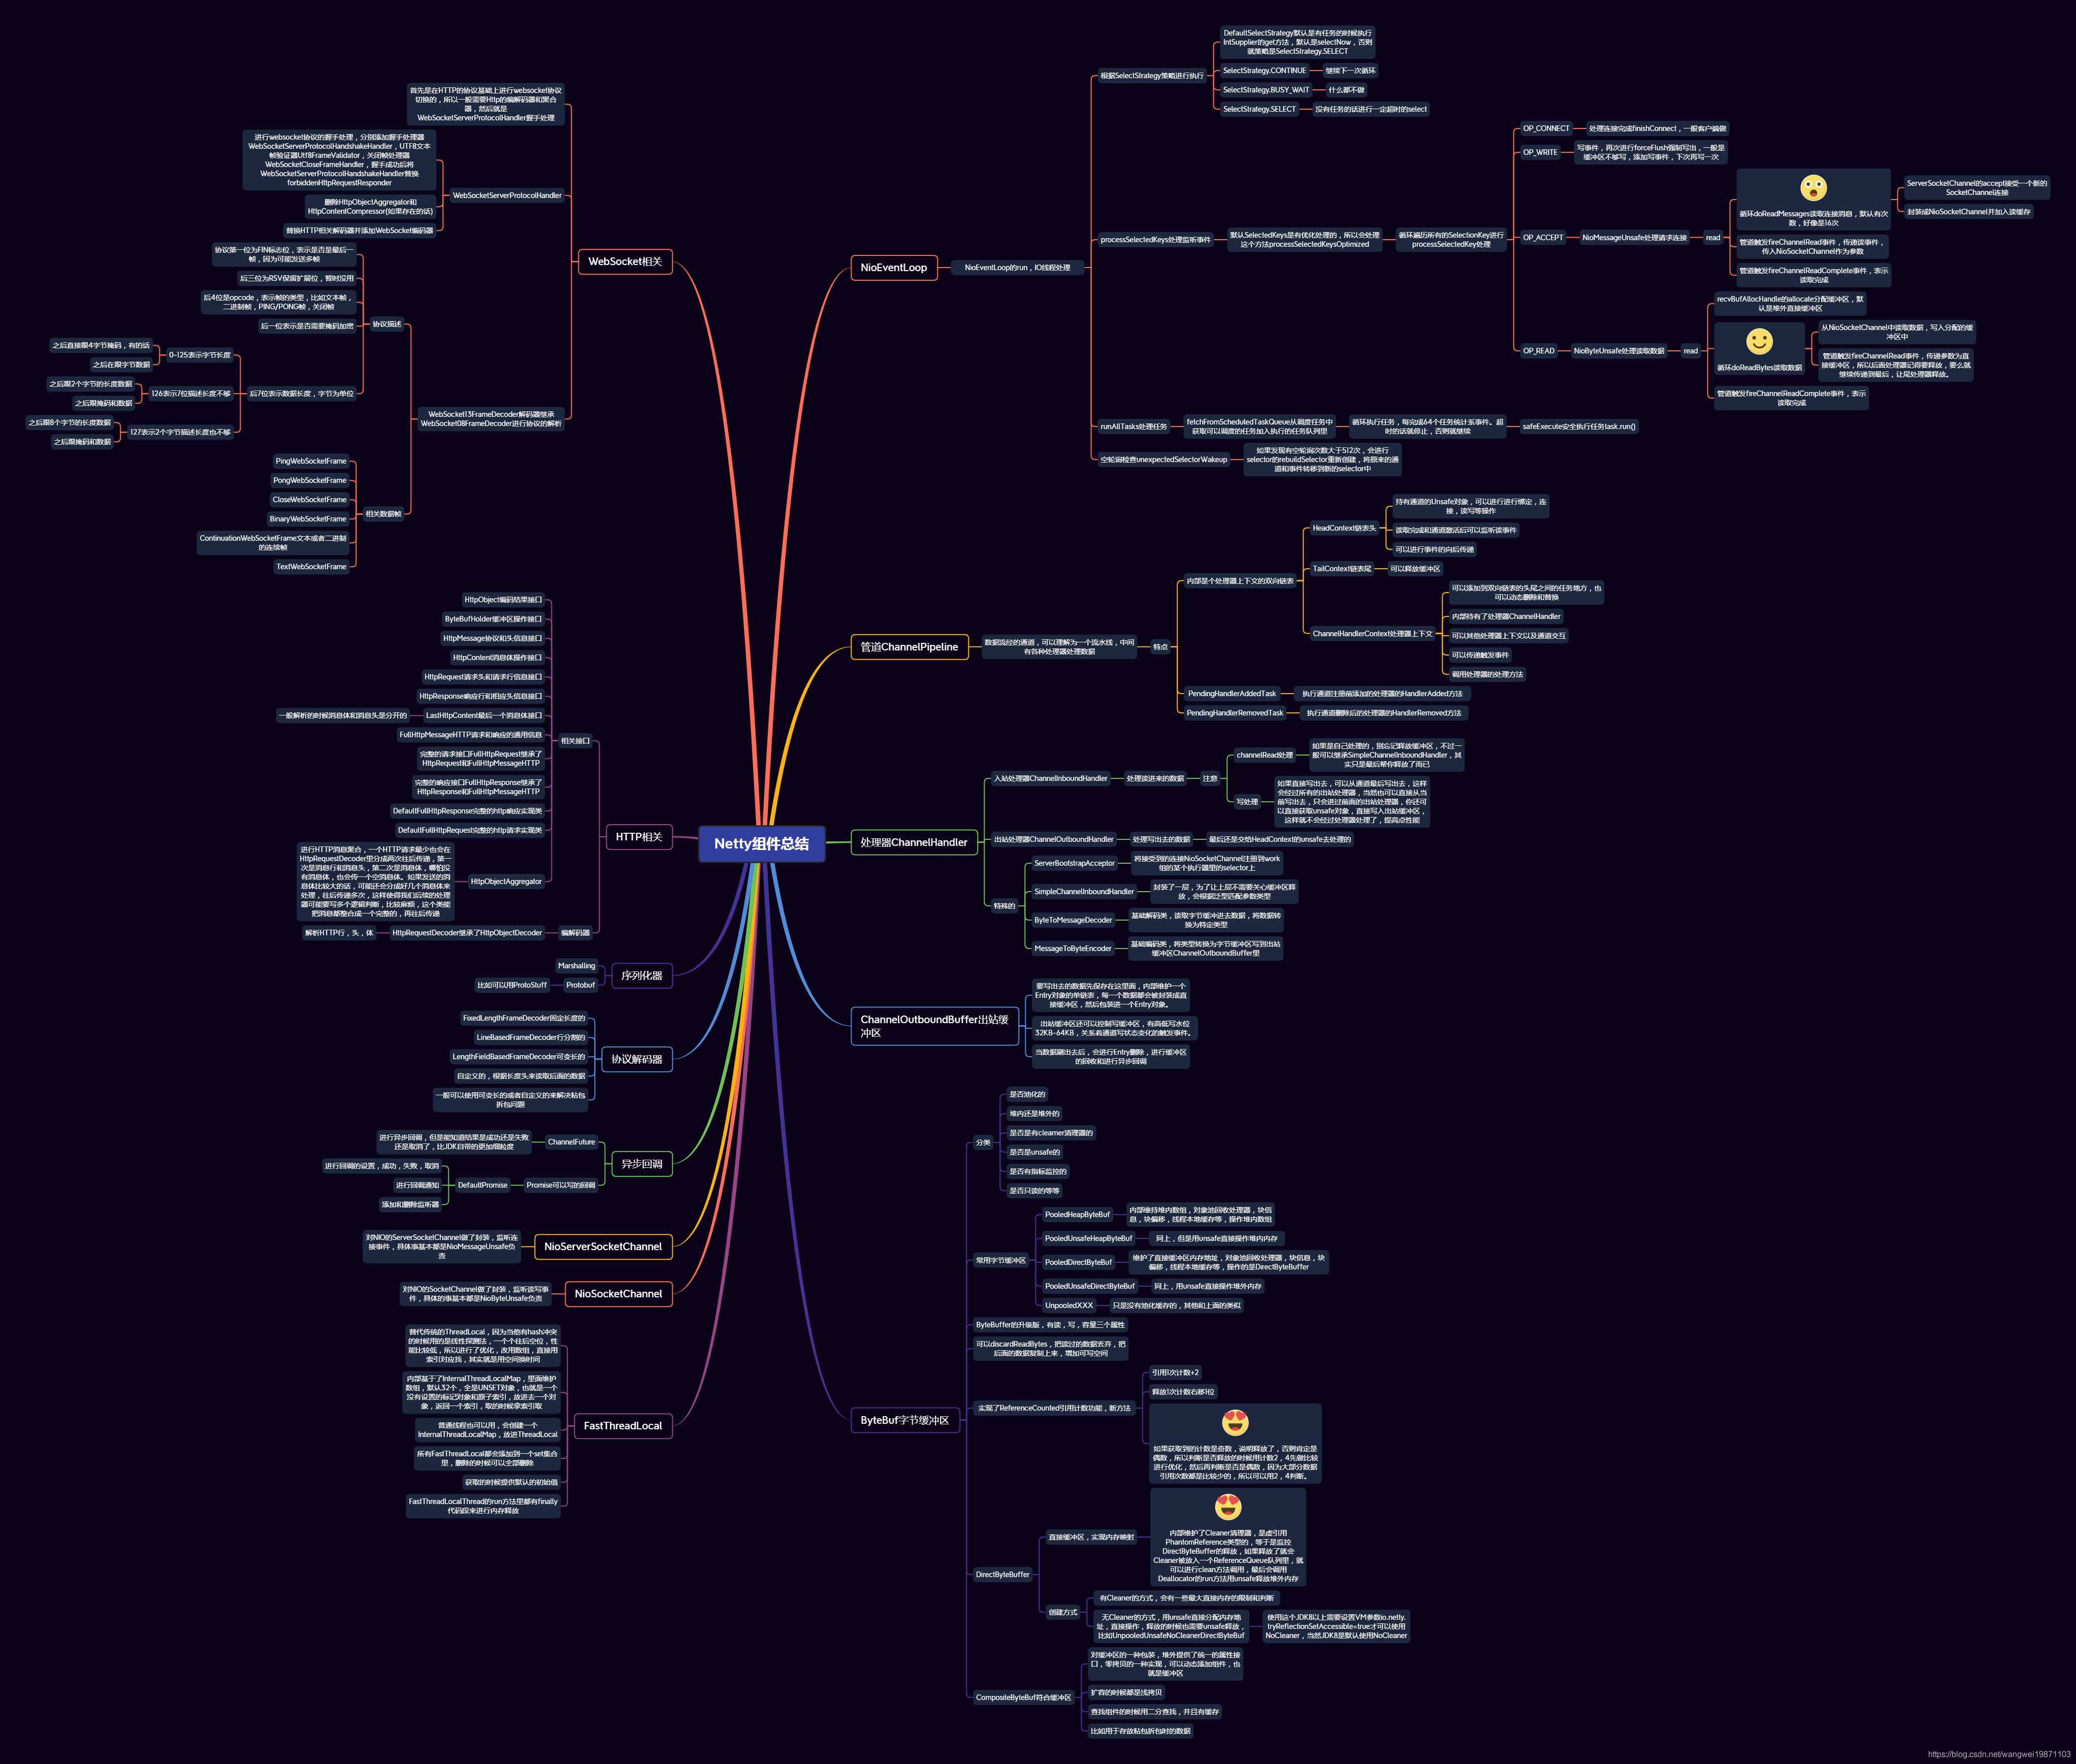 Netty组件总结
NioEventLoop
NioEventLoop的run，IO线程处理
根据SelectStrategy策略进行执行
DefaultSelectStrategy默认是有任务的时候执行
IntSupplier的get方法，默认是selectNow，否则
就策略是SelectStrategy.SELECT
SelectStrategy.CONTINUE
继续下一次循环
SelectStrategy.BUSY_WAIT
什么都不做
SelectStrategy.SELECT
没有任务的话进行一定超时的select
processSelectedKeys处理监听事件
默认SelectedKeys是有优化处理的，所以会处理
这个方法processSelectedKeysOptimized
循环遍历所有的SelectionKey进行
processSelectedKey处理
OP_CONNECT
处理连接完成finishConnect，一般客户端做
OP_WRITE
写事件，再次进行forceFlush强制写出，一般是
缓冲区不够写，添加写事件，下次再写一次
OP_ACCEPT
NioMessageUnsafe处理请求连接
read
循环doReadMessages读取连接消息，默认有次
数，好像是16次
ServerSocketChannel的accept接受一个新的
SocketChannel连接
封装成NioSocketChannel并加入读缓存
管道触发fireChannelRead事件，传递读事件，
传入NioSocketChannel作为参数
管道触发fireChannelReadComplete事件，表示
读取完成
OP_READ
NioByteUnsafe处理读取数据
read
recvBufAllocHandle的allocate分配缓冲区，默
认是堆外直接缓冲区
循环doReadBytes读取数据
从NioSocketChannel中读取数据，写入分配的缓
冲区中
管道触发fireChannelRead事件，传递参数为直
接缓冲区，所以后面处理器记得要释放，要么就
继续传递到最后，让尾处理器释放。
管道触发fireChannelReadComplete事件，表示
读取完成
runAllTasks处理任务
fetchFromScheduledTaskQueue从调度任务中
获取可以调度的任务加入执行的任务队列里
循环执行任务，每完成64个任务统计系事件。超
时的话就停止，否则就继续
safeExecute安全执行任务task.run()
空轮询检查unexpectedSelectorWakeup
如果发现有空轮询次数大于512次，会进行
selector的rebuildSelector重新创建，将原来的通
道和事件转移到新的selector中
管道ChannelPipeline
数据流经的通道，可以理解为一个流水线，中间
有各种处理器处理数据
特点
内部是个处理器上下文的双向链表
HeadContext链表头
持有通道的Unsafe对象，可以进行进行绑定，连
接，读写等操作
读取完成和通道激活后可以监听读事件
可以进行事件的向后传递
TailContext链表尾
可以释放缓冲区
ChannelHandlerContext处理器上下文
可以添加到双向链表的头尾之间的任务地方，也
可以动态删除和替换
内部持有了处理器ChannelHandler
可以其他处理器上下文以及通道交互
可以传递触发事件
调用处理器的处理方法
PendingHandlerAddedTask
执行通道注册前添加的处理器的HandlerAdded方法
PendingHandlerRemovedTask
执行通道删除后的处理器的HandlerRemoved方法
处理器ChannelHandler
入站处理器ChannelInboundHandler
处理读进来的数据
注意
channelRead处理
如果是自己处理的，别忘记释放缓冲区，不过一
般可以继承SimpleChannelInboundHandler，其
实只是最后帮你释放了而已
写处理
如果直接写出去，可以从通道最后写出去，这样
会经过所有的出站处理器，当然也可以直接从当
前写出去，只会进过前面的出站处理器，你还可
以直接获取unsafe对象，直接写入出站缓冲区，
这样就不会经过处理器处理了，提高点性能
出站处理器ChannelOutboundHandler
处理写出去的数据
最后还是交给HeadContext的unsafe去处理的
特殊的
ServerBootstrapAcceptor
将接受到的连接NioSocketChannel注册到work
组的某个执行器里的selector上
SimpleChannelInboundHandler
封装了一层，为了让上层不需要关心缓冲区释
放，会根据泛型匹配参数类型
ByteToMessageDecoder
基础解码类，读取字节缓冲进去数据，将数据转
换为特定类型
MessageToByteEncoder
基础编码类，将类型转换为字节缓冲区写到出站
缓冲区ChannelOutboundBuffer里
ChannelOutboundBuffer出站缓
冲区
要写出去的数据先保存在这里面，内部维护一个
Entry对象的单链表，每一个数据都会被封装成直
接缓冲区，然后包装进一个Entry对象。
出站缓冲区还可以控制写缓冲区，有高低写水位
32KB-64KB，关系着通道写状态变化的触发事件。
当数据刷出去后，会进行Entry删除，进行缓冲区
的回收和进行异步回调
ByteBuf字节缓冲区
分类
是否池化的
堆内还是堆外的
是否是有clearner清理器的
是否是unsafe的
是否有指标监控的
是否只读的等等
常用字节缓冲区
PooledHeapByteBuf
内部维持堆内数组，对象池回收处理器，块信
息，块偏移，线程本地缓存等，操作堆内数组
PooledUnsafeHeapByteBuf
同上，但是用unsafe直接操作堆内内存
PooledDirectByteBuf
维护了直接缓冲区内存地址，对象池回收处理器，块信息，块
偏移，线程本地缓存等，操作的是DirectByteBuffer
PooledUnsafeDirectByteBuf
同上，用unsafe直接操作堆外内存
UnpooledXXX
只是没有池化缓存的，其他和上面的类似
ByteBuffer的升级版，有读，写，容量三个属性
可以discardReadBytes，把读过的数据丢弃，把
后面的数据复制上来，增加可写空间
实现了ReferenceCounted引用计数功能，新方法
引用1次计数+2
释放1次计数右移1位
如果获取到的计数是奇数，说明释放了，否则肯定是
偶数，所以判断是否释放的时候用计数2，4先做比较
进行优化，然后再判断是否是偶数，因为大部分数据
引用次数都是比较少的，所以可以用2，4判断。
DirectByteBuffer
直接缓冲区，实现内存映射
内部维护了Cleaner清理器，是虚引用
PhantomReference类型的，等于是监控
DirectByteBuffer的释放，如果释放了就会
Cleaner被放入一个ReferenceQueue队列里，就
可以进行clean方法调用，最后会调用
Deallocator的run方法用unsafe释放堆外内存
创建方式
有Cleaner的方式，会有一些最大直接内存的限制和判断
无Cleaner的方式，用unsafe直接分配内存地
址，直接操作，释放的时候也需要unsafe释放，
比如UnpooledUnsafeNoCleanerDirectByteBuf
使用这个JDK8以上需要设置VM参数io.netty.
tryReflectionSetAccessible=true才可以使用
NoCleaner，当然JDK8是默认使用NoCleaner
CompositeByteBuf符合缓冲区
对缓冲区的一种包装，堆外提供了统一的属性接
口，零拷贝的一种实现，可以动态添加组件，也
就是缓冲区
扩容的时候都是浅拷贝
查找组件的时候用二分查找，并且有缓存
比如用于存放粘包拆包时的数据
WebSocket相关
首先是在HTTP的协议基础上进行websocket协议
切换的，所以一般需要Http的编解码器和聚合
器，然后就是
WebSocketServerProtocolHandler握手处理
WebSocketServerProtocolHandler
进行websocket协议的握手处理，分别添加握手处理器
WebSocketServerProtocolHandshakeHandler，UTF8文本
帧验证器Utf8FrameValidator，关闭帧处理器
WebSocketCloseFrameHandler，握手成功后将
WebSocketServerProtocolHandshakeHandler替换
forbiddenHttpRequestResponder
删除HttpObjectAggregator和
HttpContentCompressor(如果存在的话)
替换HTTP相关解码器并添加WebSocket编码器
WebSocket13FrameDecoder解码器继承
WebSocket08FrameDecoder进行协议的解析
协议描述
协议第一位为FIN标志位，表示是否是最后一
帧，因为可能发送多帧
后三位为RSV保留扩展位，暂时没用
后4位是opcode，表示帧的类型，比如文本帧，
二进制帧，PING/PONG帧，关闭帧
后一位表示是否需要掩码加密
后7位表示数据长度，字节为单位
0-125表示字节长度
之后直接跟4字节掩码，有的话
之后在跟字节数据
126表示7位描述长度不够
之后跟2个字节的长度数据
之后跟掩码和数据
127表示2个字节描述长度也不够
之后跟8个字节的长度数据
之后跟掩码和数据
相关数据帧
PingWebSocketFrame
PongWebSocketFrame
CloseWebSocketFrame
BinaryWebSocketFrame
ContinuationWebSocketFrame文本或者二进制
的连续帧
TextWebSocketFrame
HTTP相关
相关接口
HttpObject编码结果接口
ByteBufHolder缓冲区操作接口
HttpMessage协议和头信息接口
HttpContent消息体操作接口
HttpRequest请求头和请求行信息接口
HttpResponse响应行和相应头信息接口
LastHttpContent最后一个消息体接口
一般解析的时候消息体和消息头是分开的
FullHttpMessageHTTP请求和响应的通用信息
完整的请求接口FullHttpRequest继承了
HttpRequest和FullHttpMessageHTTP
完整的响应接口FullHttpResponse继承了
HttpResponse和FullHttpMessageHTTP
DefaultFullHttpResponse完整的http响应实现类
DefaultFullHttpRequest完整的http请求实现类
HttpObjectAggregator
进行HTTP消息聚合，一个HTTP请求最少也会在
HttpRequestDecoder里分成两次往后传递，第一
次是消息行和消息头，第二次是消息体，哪怕没
有消息体，也会传一个空消息体。如果发送的消
息体比较大的话，可能还会分成好几个消息体来
处理，往后传递多次，这样使得我们后续的处理
器可能要写多个逻辑判断，比较麻烦，这个类能
把消息都整合成一个完整的，再往后传递
编解码器
HttpRequestDecoder继承了HttpObjectDecoder
解析HTTP行，头，体
序列化器
Marshalling
Protobuf
比如可以用ProtoStuff
协议解码器
FixedLengthFrameDecoder固定长度的
LineBasedFrameDecoder行分割的
LengthFieldBasedFrameDecoder可变长的
自定义的，根据长度头来读取后面的数据
一般可以使用可变长的或者自定义的来解决粘包
拆包问题
异步回调
ChannelFuture
进行异步回调，但是能知道结果是成功还是失败
还是取消了，比JDK自带的更加细粒度
Promise可以写的回调
DefaultPromise
进行回调的设置，成功，失败，取消
进行回调通知
添加和删除监听器
NioServerSocketChannel
对NIO的ServerSocketChannel做了封装，监听连
接事件，具体事基本都是NioMessageUnsafe负
责
NioSocketChannel
对NIO的SocketChannel做了封装，监听读写事
件，具体的事基本都是NioByteUnsafe负责
FastThreadLocal
替代传统的ThreadLocal，因为当他有hash冲突
的时候用的是线性探测法，一个个往后空位，性
能比较低，所以进行了优化，改用数组，直接用
索引对应找，其实就是用空间换时间
内部基于了InternalThreadLocalMap，里面维护
数组，默认32个，全是UNSET对象，也就是一个
没有设置的标记对象和原子索引，放进去一个对
象，返回一个索引，取的时候拿索引取
普通线程也可以用，会创建一个
InternalThreadLocalMap，放进ThreadLocal
所有FastThreadLocal都会添加到一个set集合
里，删除的时候可以全部删除
获取的时候提供默认的初始值
FastThreadLocalThread的run方法里都有finally
代码段来进行内存释放
https://blog.csdn.net/wangwei19871103